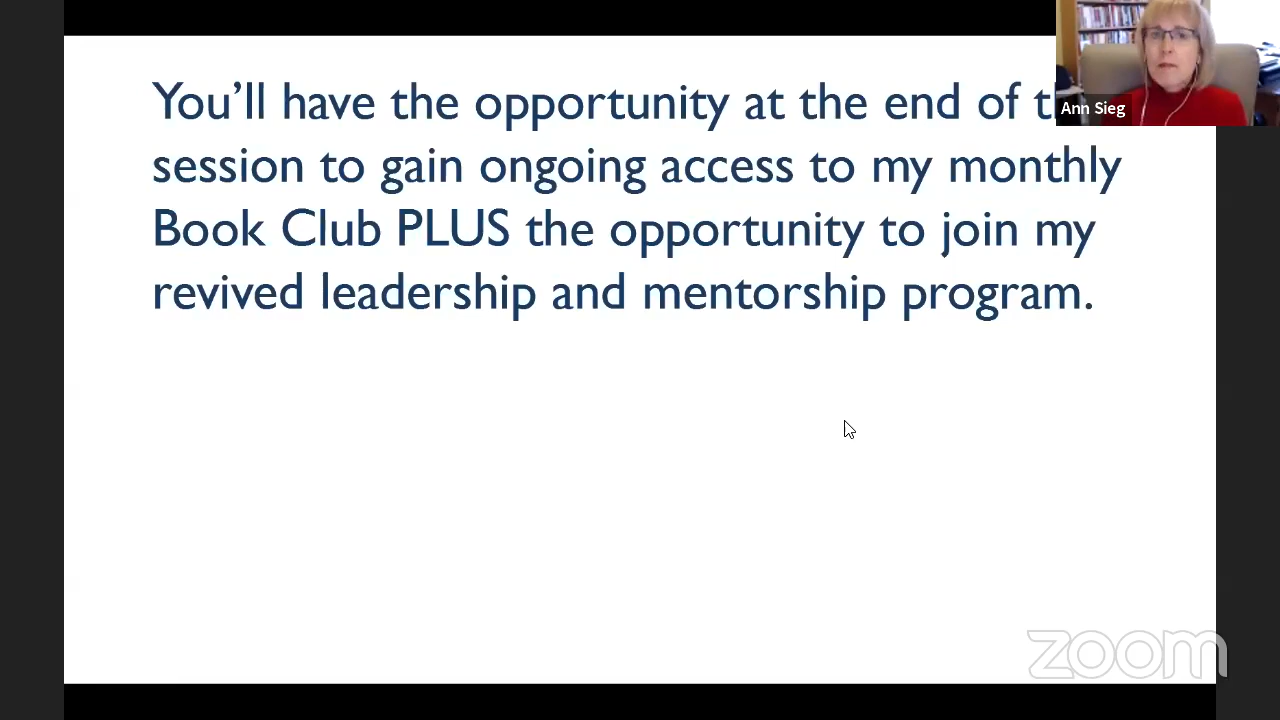 You'll have the opportunity at the end of
session to gain ongoing access to my monthly
Book Club PLUS the opportunity to join my
revived leadership and mentorship program.
Ann Sieg
zoom